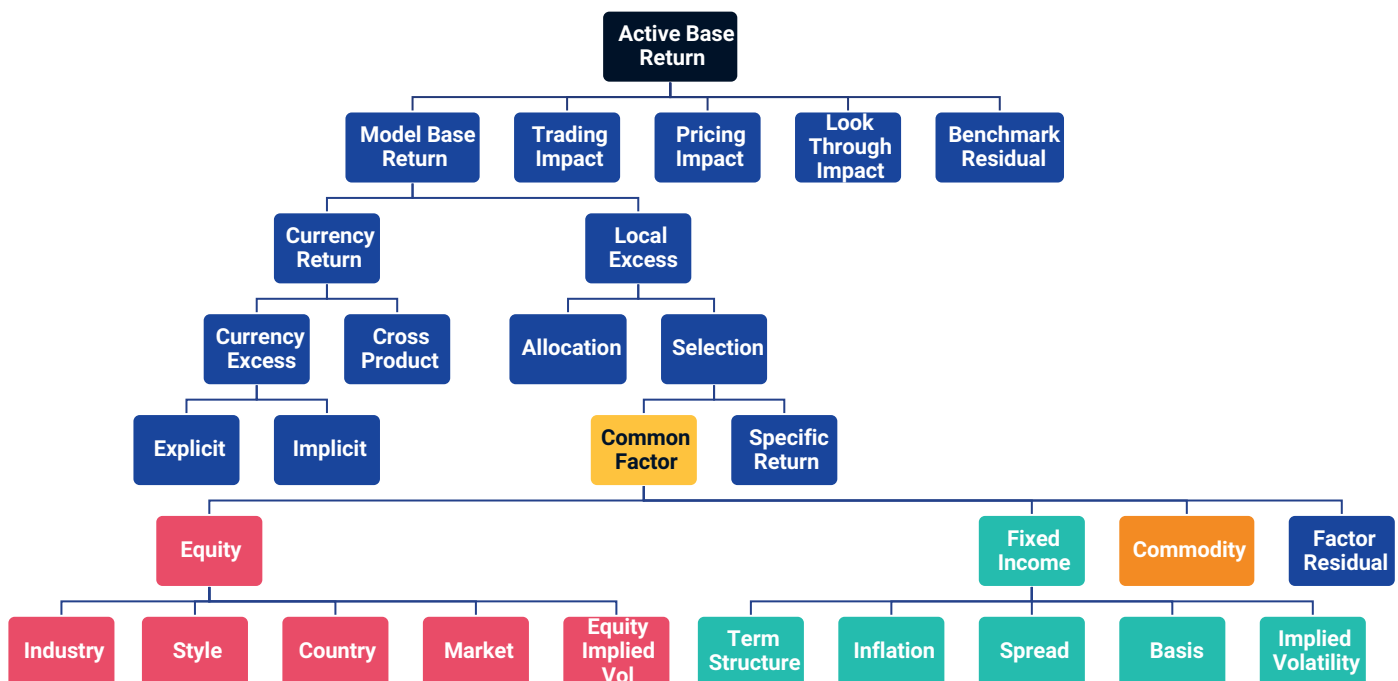 Active Base
Return
Model Base
Return
Trading
Impact
Pricing
Impact
Look
Through
Impact
Benchmark
Residual
Currency
Return
Local
Excess
Currency
Excess
Cross
Product
Allocation
Selection
Explicit
Implicit
Common
Factor
Specific
Return
Equity
Fixed
Income
Commodity
Factor
Residual
Industry
Style
Country
Market
Equity
Implied
Vol
Term
Structure
Inflation
Spread
Basis
Implied
Volatility